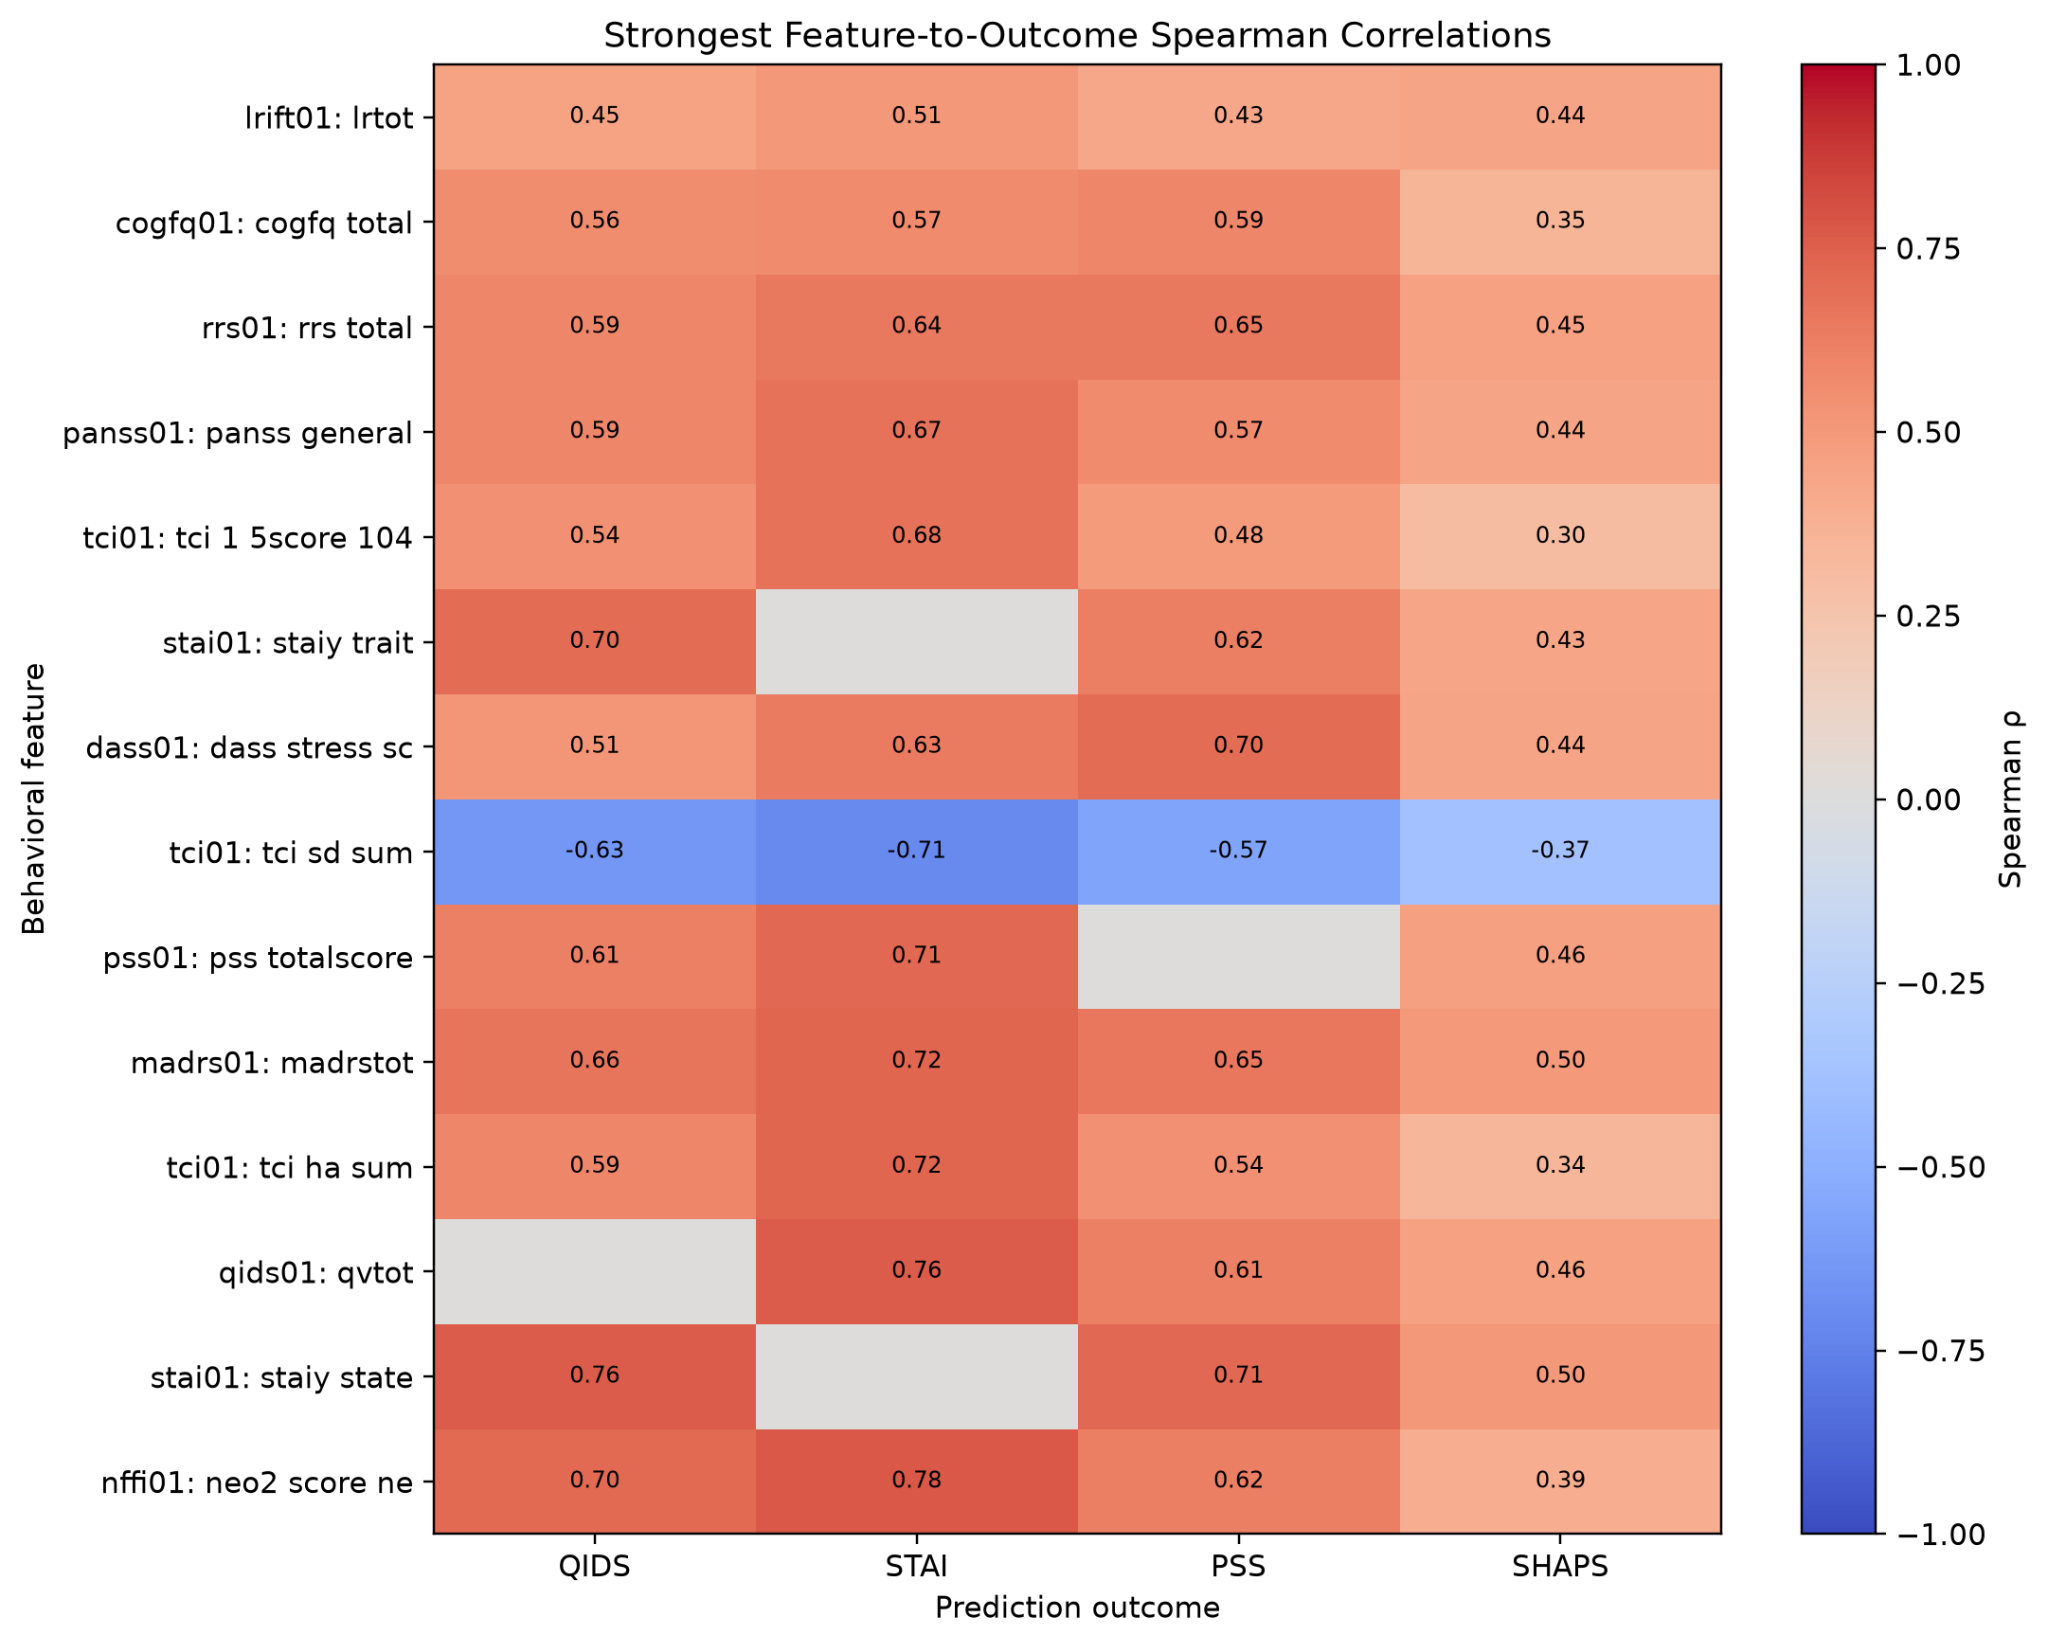 Strongest Feature-to-Outcome Spearman Correlations
lrift01: lrtot 0.45 0.51 0.43 0.44
cogfq01: cogfq total 0.56 0.57 0.59 0.35
rrs01: rrs total 0.59 0.64 0.65 0.45
panss01: panss general 0.59 0.67 0.57 0.44
tci01: tci 1 5score 104 0.54 0.68 0.48 0.30
stai01: staiy trait 0.70 0.62 0.43
dass01: dass stress sc 0.51 0.63 0.70 0.44
tci01: tci sd sum -0.63 -0.71 -0.57 -0.37
pss01: pss totalscore 0.61 0.71 0.46
madrs01: madrstot 0.66 0.72 0.65 0.50
tci01: tci ha sum 0.59 0.72 0.54 0.34
qids01: qvtot 0.76 0.61 0.46
stai01: staiy state 0.76 0.71 0.50
nffi01: neo2 score ne 0.70 0.78 0.62 0.39
QIDS STAI PSS SHAPS
Prediction outcome
Behavioral feature
1.00
0.75
0.50
0.25
0.00
−0.25
−0.50
−0.75
−1.00
Spearman ρ